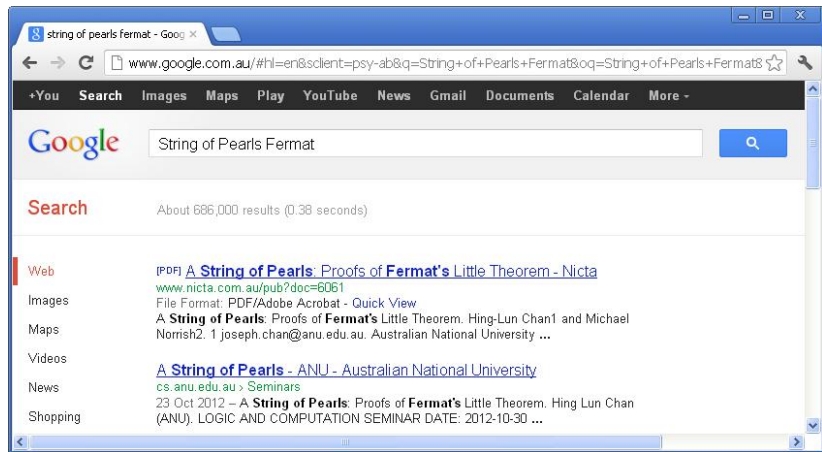 string of pearls fermat - Goog ×
www.google.com.au/#hl=en&sclient=psy-ab&q=String+of+Pearls+Fermat&oq=String+of+Pearls+Fermat&
+You Search Images Maps Play YouTube News Gmail Documents Calendar More
Google String of Pearls Fermat
Search About 686,000 results (0.38 seconds)
Web
Images
Maps
Videos
News
Shopping
[PDF] A String of Pearls: Proofs of Fermat's Little Theorem - Nicta
www.nicta.com.au/pub?doc=6061
File Format: PDF/Adobe Acrobat - Quick View
A String of Pearls: Proofs of Fermat's Little Theorem. Hing-Lun Chan1 and Michael
Norrish2. 1 joseph.chan@anu.edu.au. Australian National University ...
A String of Pearls - ANU - Australian National University
cs.anu.edu.au › Seminars
23 Oct 2012 – A String of Pearls: Proofs of Fermat's Little Theorem. Hing Lun Chan
(ANU). LOGIC AND COMPUTATION SEMINAR DATE: 2012-10-30 ...